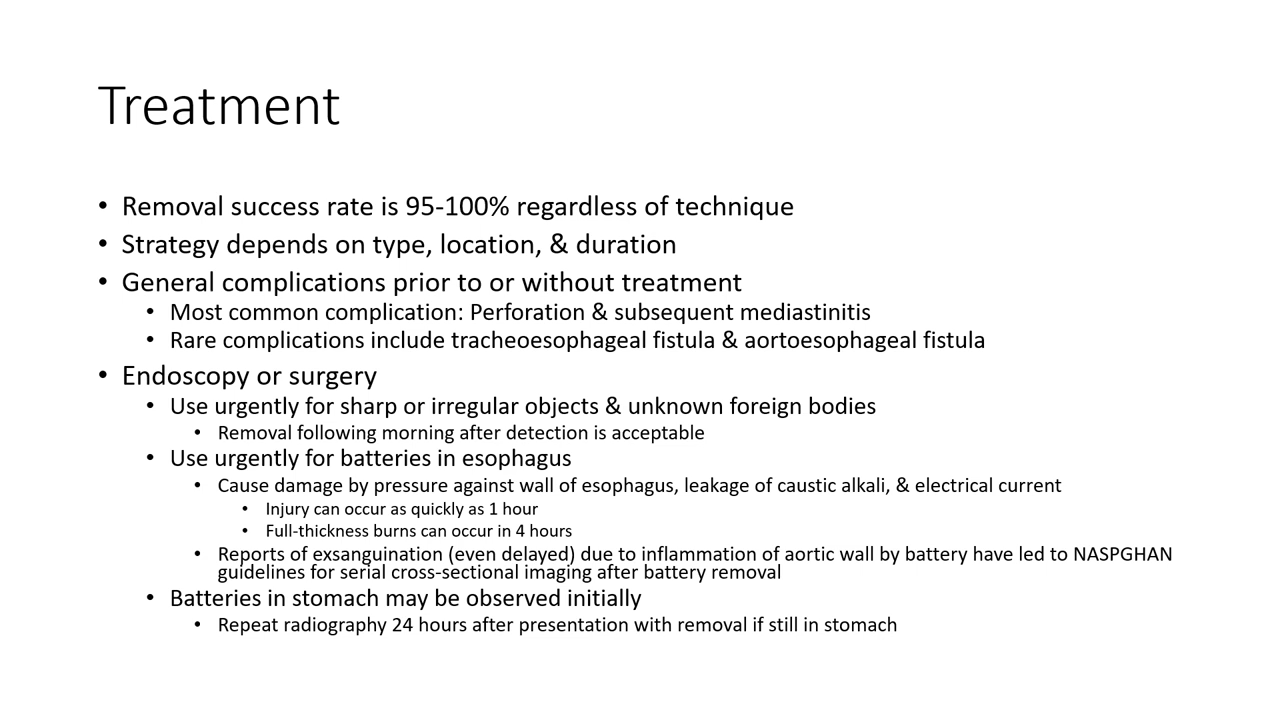 Treatment
• Removal success rate is 95-100% regardless of technique
• Strategy depends on type, location, & duration
• General complications prior to or without treatment
• Most common complication: Perforation & subsequent mediastinitis
• Rare complications include tracheoesophageal fistula & aortoesophageal fistula
• Endoscopy or surgery
• Use urgently for sharp or irregular objects & unknown foreign bodies
• Removal following morning after detection is acceptable
• Use urgently for batteries in esophagus
• Cause damage by pressure against wall of esophagus, leakage of caustic alkali, & electrical current
• Injury can occur as quickly as 1 hour
• Full-thickness burns can occur in 4 hours
• Reports of exsanguination (even delayed) due to inflammation of aortic wall by battery have led to NASPGHAN
guidelines for serial cross-sectional imaging after battery removal
• Batteries in stomach may be observed initially
• Repeat radiography 24 hours after presentation with removal if still in stomach